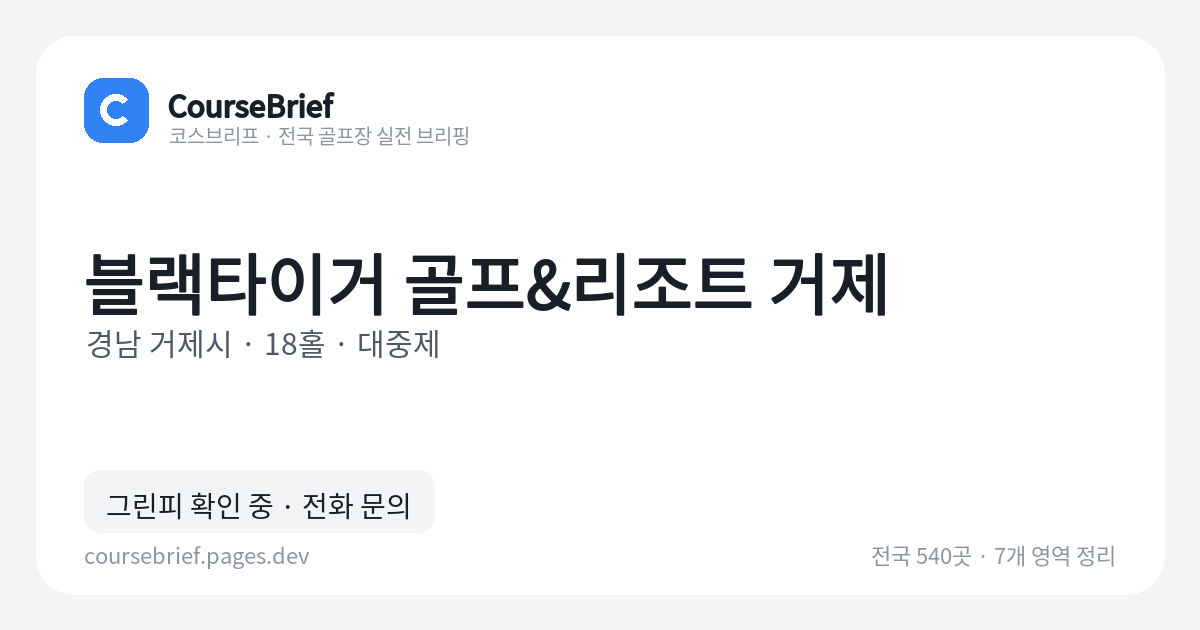 CourseBrief
코스브리프 · 전국 골프장 실전 브리핑
블랙타이거 골프&리조트 거제
경남 거제시 · 18홀 · 대중제
그린피 확인 중 · 전화 문의
coursebrief.pages.dev
전국 540곳 · 7개 영역 정리